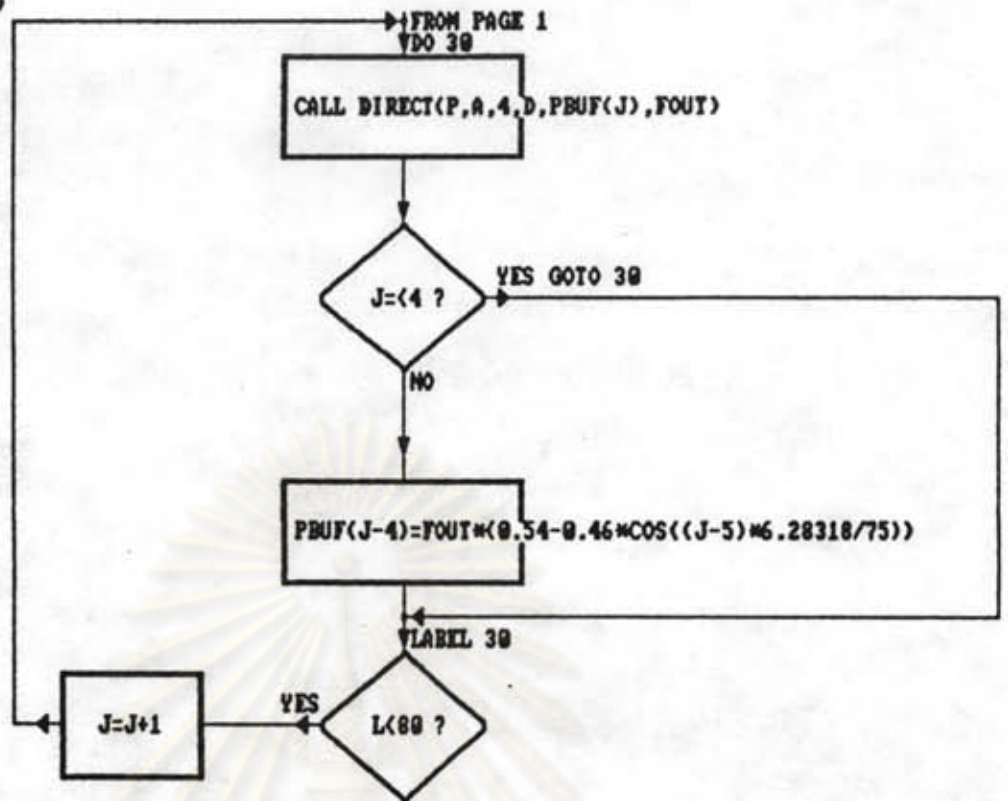 FROM PAGE 1
DO 30
CALL DIRECT(P,A,4,D,PBUF(J),FOUT)
J=<4 ?
YES GOTO 30
NO
PBUF(J-4)=FOUT*(0.54-0.46*COS((J-5)*6.28318/75))
LABEL 30
L<80 ?
YES
J=J+1